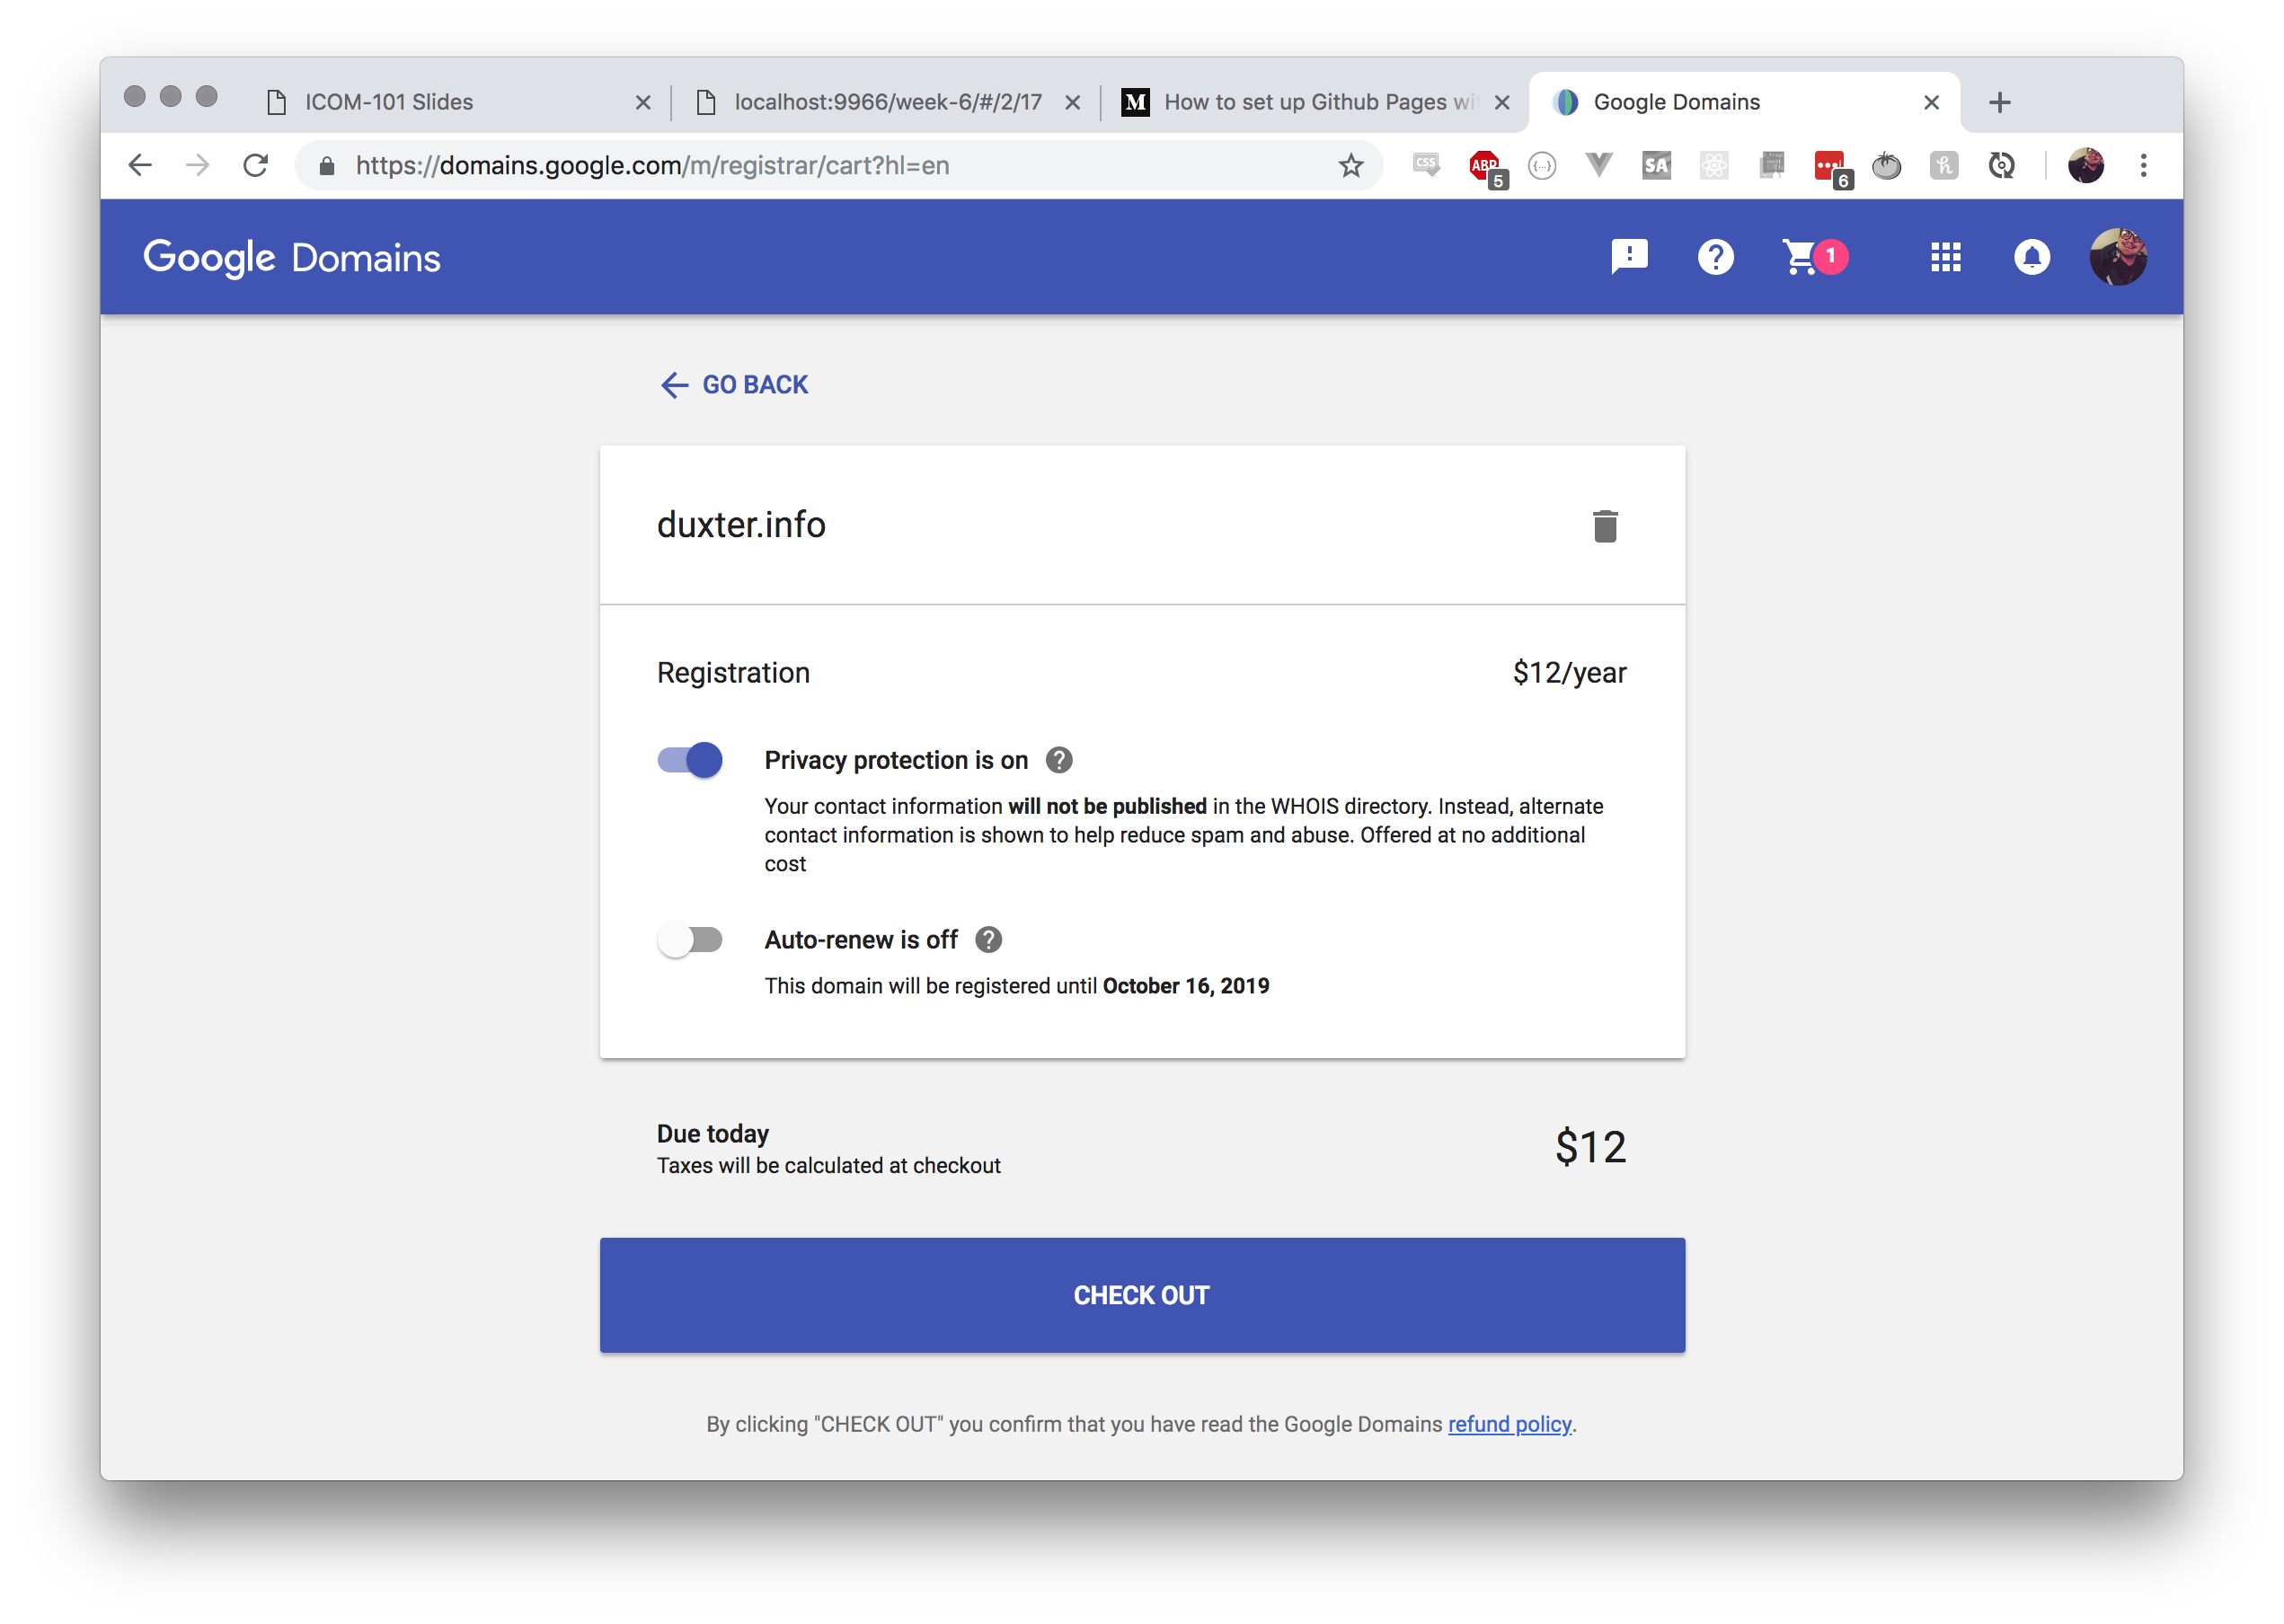 ICOM-101 Slides
localhost:9966/week-6/#/2/17
How to set up Github Pages wi
Google Domains
https://domains.google.com/m/registrar/cart?hl=en
CSS
ABP
5
{...}
SA
6
h
Google Domains
1
GO BACK
duxter.info
Registration
$12/year
Privacy protection is on
Your contact information will not be published in the WHOIS directory. Instead, alternate
contact information is shown to help reduce spam and abuse. Offered at no additional
cost
Auto-renew is off
This domain will be registered until October 16, 2019
Due today
$12
Taxes will be calculated at checkout
CHECK OUT
By clicking "CHECK OUT" you confirm that you have read the Google Domains refund policy.